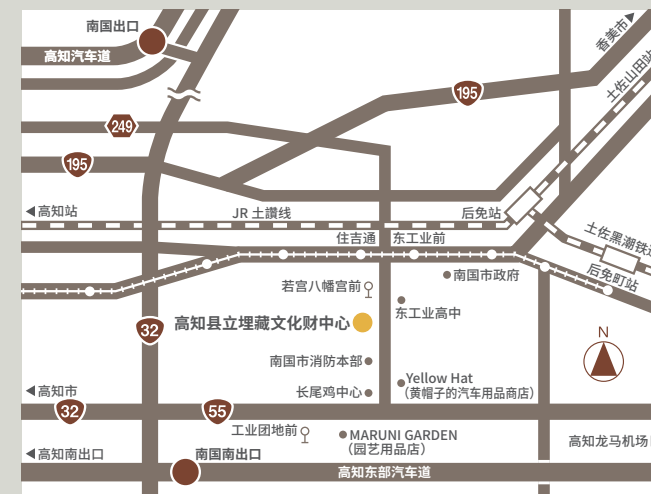 南国出口
高知汽车道
香美市
土佐山田站
195
249
195
高知站
JR 土讃线
后免站
住吉通
东工业前
土佐黑潮铁道
后免町站
南国市政府
若宫八幡宫前
东工业高中
高知县立埋藏文化财中心
32
N
南国市消防本部
Yellow Hat
（黄帽子的汽车用品商店）
长尾鸡中心
高知市
32
55
工业团地前
MARUNI GARDEN
（园艺用品店）
高知龙马机场
高知南出口
南国南出口
高知东部汽车道